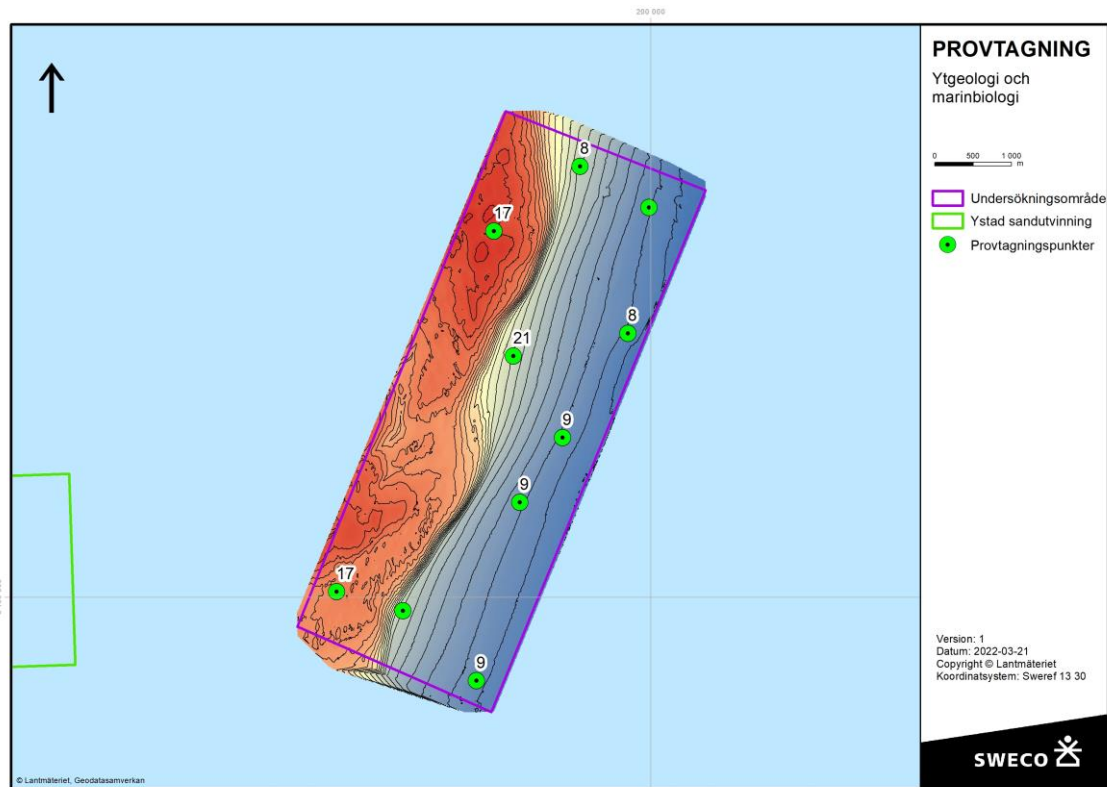 200 000
PROVTAGNING
Ytgeologi och
marinbiologi
0 500 1 000
m
Undersökningsområde
Ystad sandutvinning
Provtagningspunkter
8
17
8
21
9
9
17
9
Version: 1
Datum: 2022-03-21
Copyright © Lantmäteriet
Koordinatsystem: Sweref 13 30
SWECO
© Lantmäteriet, Geodatasamverkan